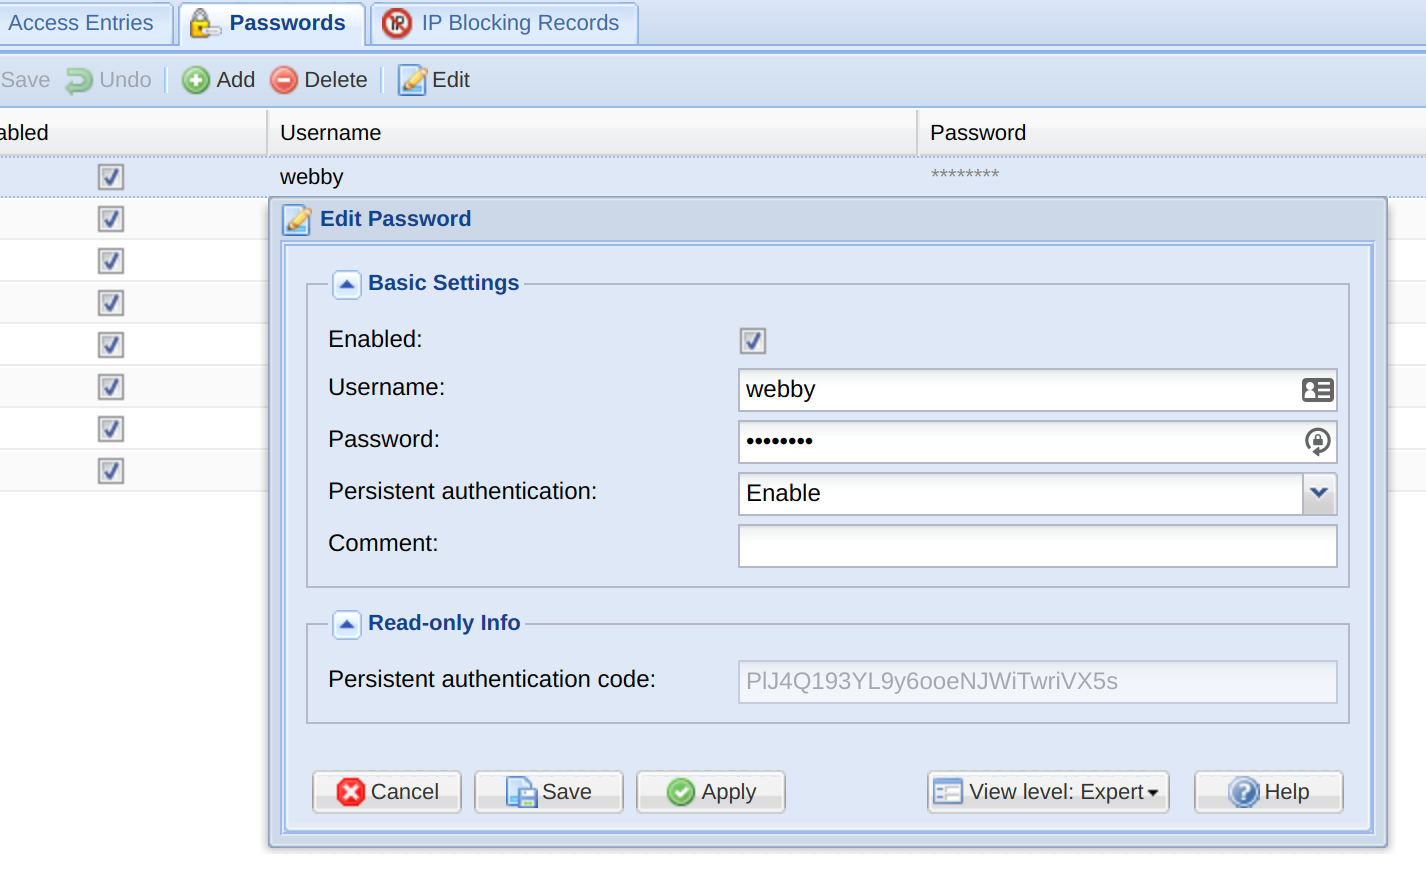 Access Entries Passwords IP Blocking Records
Save Undo Add Delete Edit
abled Username Password
webby ********
Edit Password
Basic Settings
Enabled:
Username: webby
Password: ••••••••
Persistent authentication: Enable
Comment:
Read-only Info
Persistent authentication code: PlJ4Q193YL9y6ooeNJWiTwriVX5s
Cancel Save Apply View level: Expert Help